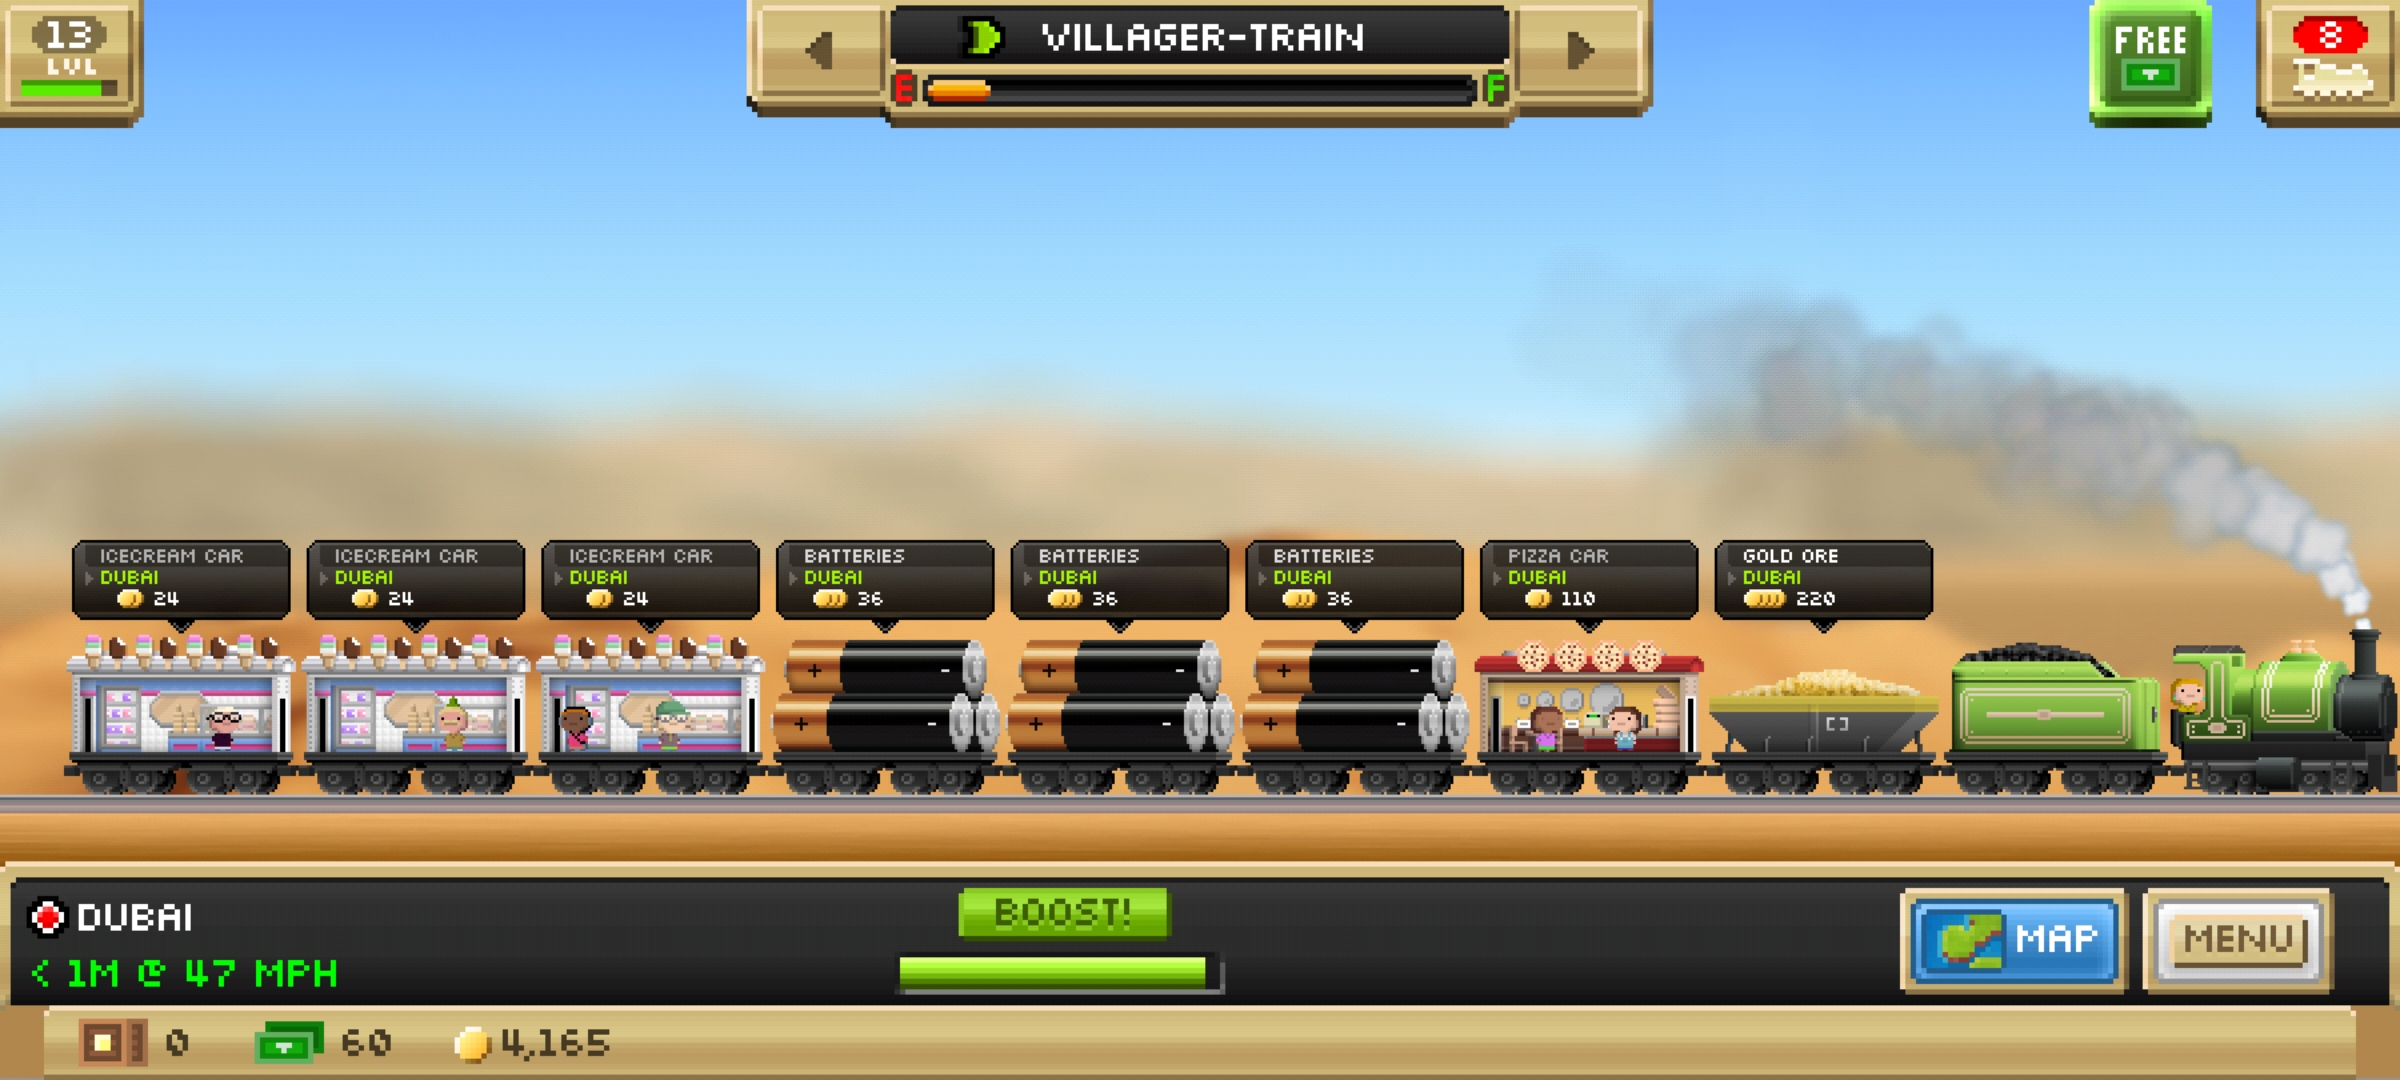 13
LVL
VILLAGER-TRAIN
E F
FREE
8
ICECREAM CAR
DUBAI
24
ICECREAM CAR
DUBAI
24
ICECREAM CAR
DUBAI
24
BATTERIES
DUBAI
36
BATTERIES
DUBAI
36
BATTERIES
DUBAI
36
PIZZA CAR
DUBAI
110
GOLD ORE
DUBAI
220
DUBAI
< 1M @ 47 MPH
BOOST!
MAP
MENU
0 60 4,165